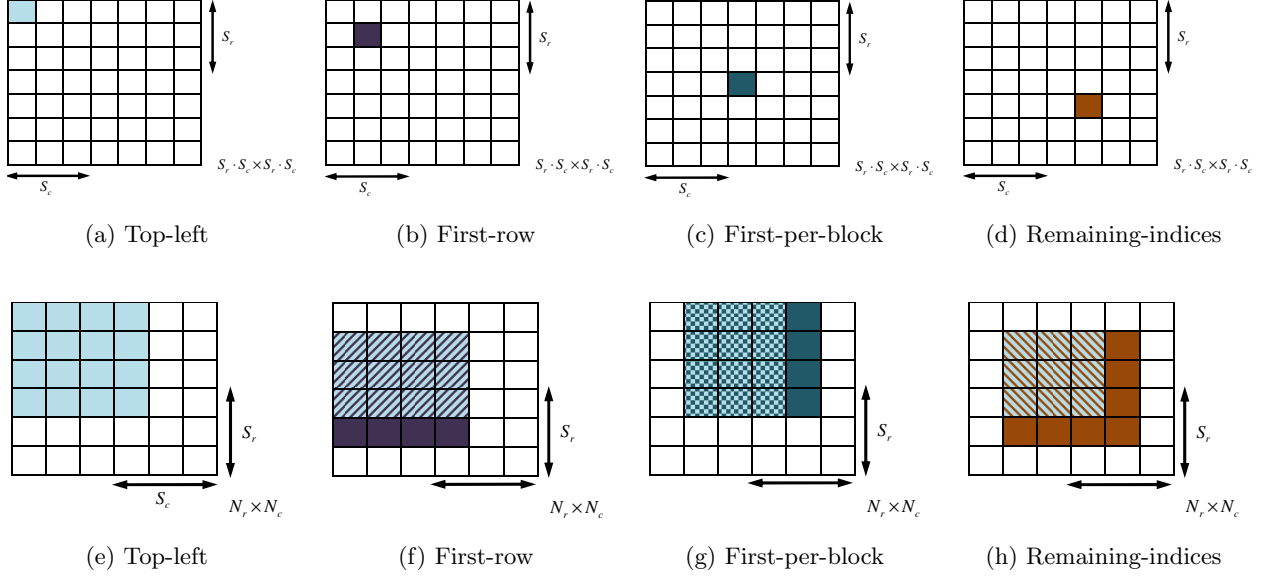 S_r
S_r
S_r
S_r
S_r · S_c × S_r · S_c
S_r · S_c × S_r · S_c
S_r · S_c × S_r · S_c
S_r · S_c × S_r · S_c
S_c
S_c
S_c
S_c
(a) Top-left
(b) First-row
(c) First-per-block
(d) Remaining-indices
S_r
S_r
S_r
S_r
S_c
N_r × N_c
N_r × N_c
N_r × N_c
N_r × N_c
(e) Top-left
(f) First-row
(g) First-per-block
(h) Remaining-indices